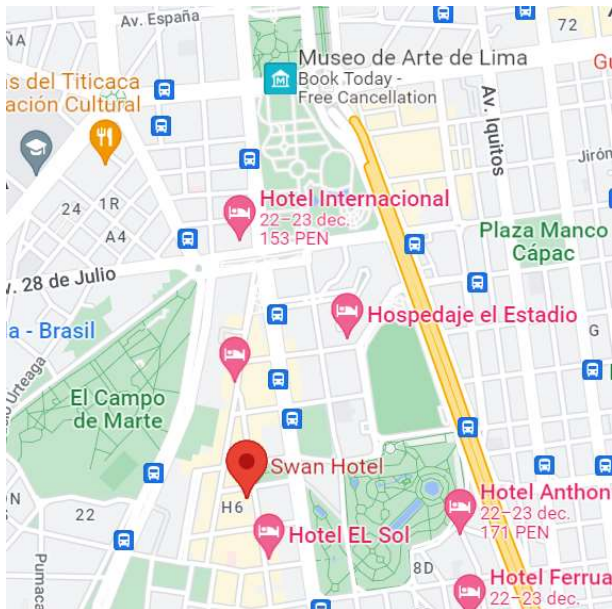 Av. España
72
Museo de Arte de Lima
Book Today -
Free Cancellation
s del Titicaca
ación Cultural
Av. Iquitos
Jirón
24
1R
A4
Hotel Internacional
22–23 dec.
153 PEN
Plaza Manco
Cápac
v. 28 de Julio
Hospedaje el Estadio
a - Brasil
G
Urteaga
El Campo
de Marte
Swan Hotel
H6
22
Hotel EL Sol
Hotel Anthon
22–23 dec.
171 PEN
8D
Pumaca
Hotel Ferrua
22–23 dec.